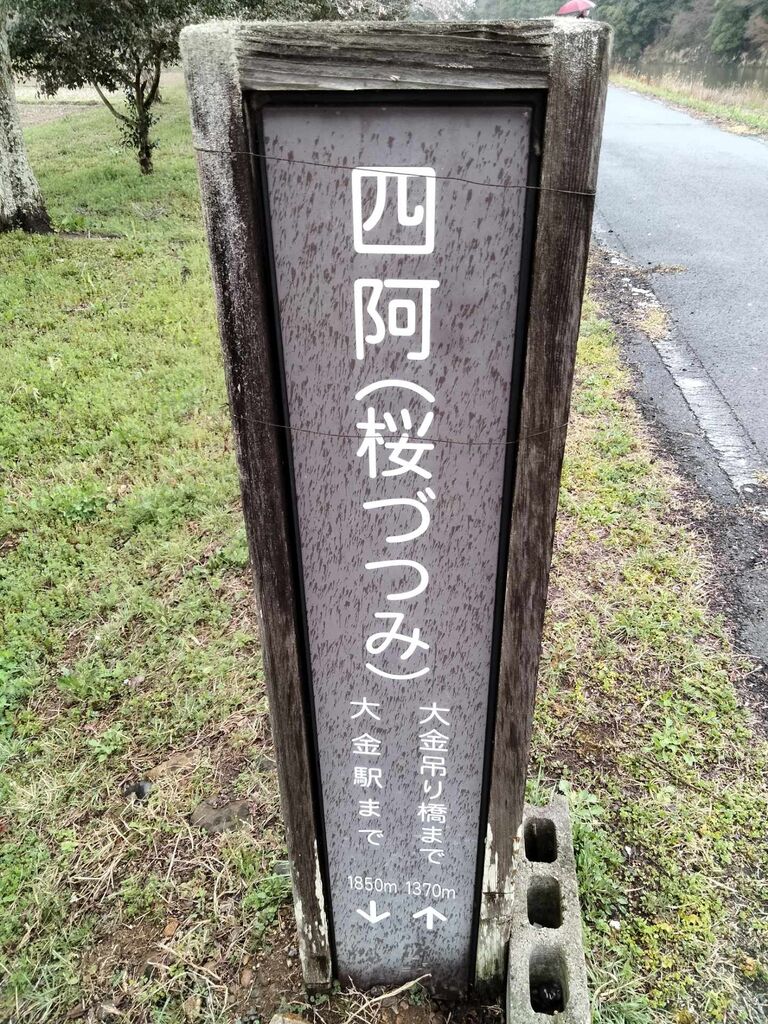 四阿(桜づつみ)
大金吊り橋まで
1370m
↑
大金駅まで
1850m
↓